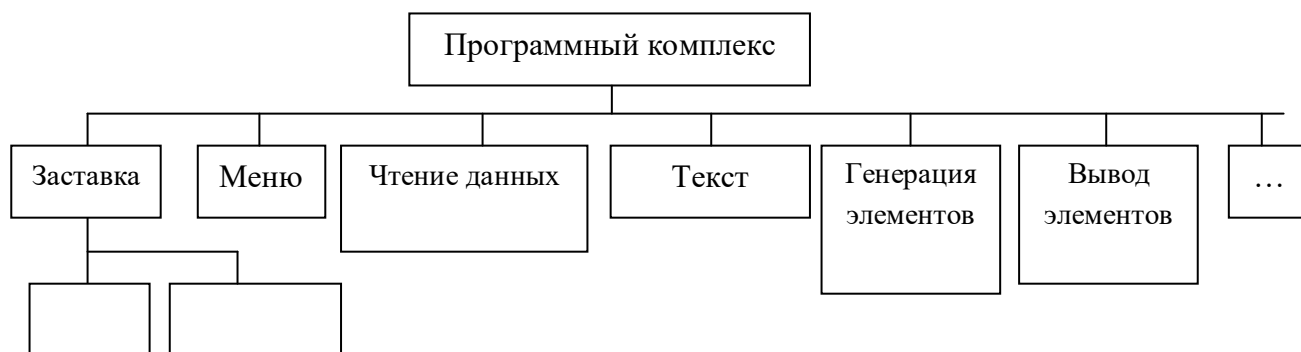 Программный комплекс
Заставка
Меню
Чтение данных
Текст
Генерация
элементов
Вывод
элементов
…